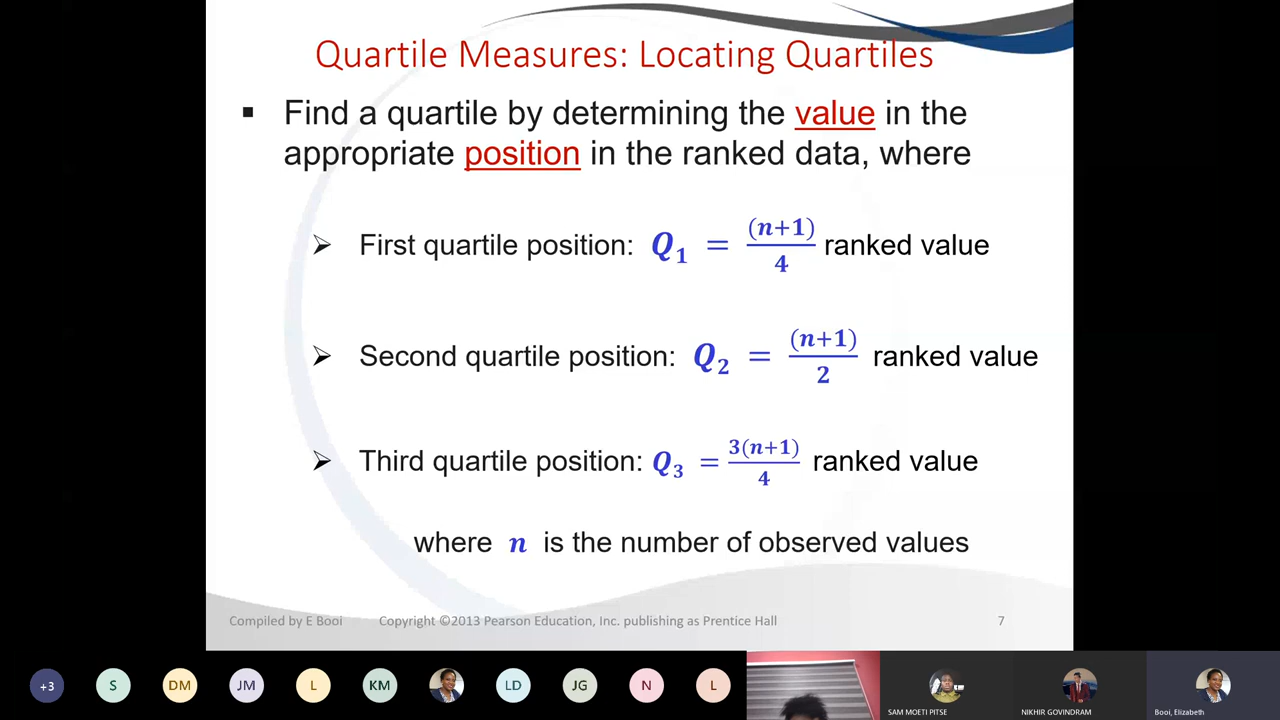 Quartile Measures: Locating Quartiles
▪ Find a quartile by determining the value in the
appropriate position in the ranked data, where
➢ First quartile position: Q₁ = (n+1)/4 ranked value
➢ Second quartile position: Q₂ = (n+1)/2 ranked value
➢ Third quartile position: Q₃ = 3(n+1)/4 ranked value
where n is the number of observed values
Compiled by E Booi Copyright ©2013 Pearson Education, Inc. publishing as Prentice Hall 7
+3 S DM JM L KM LD JG N L
SAM MOETI PITSE NIKHIR GOVINDRAM Booi, Elizabeth